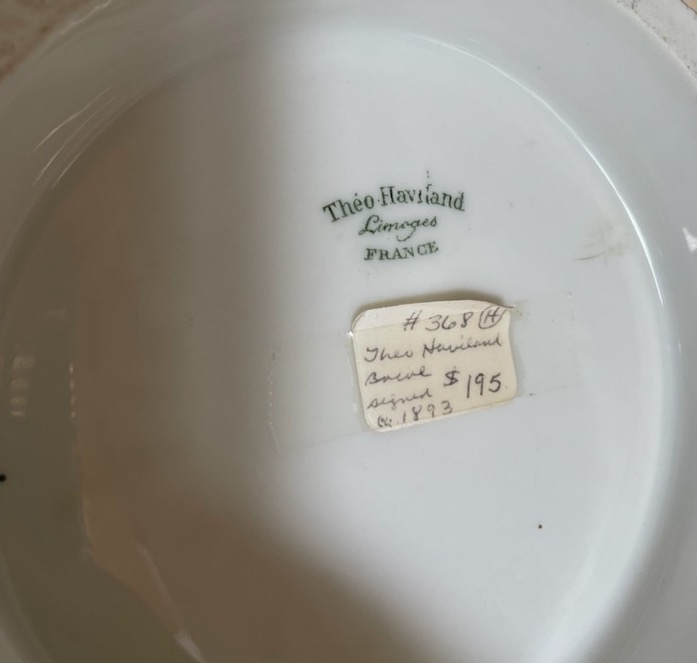 Théo Haviland
Limoges
FRANCE
# 368 H
Theo Haviland
Bowl $195
signed
ca. 1893